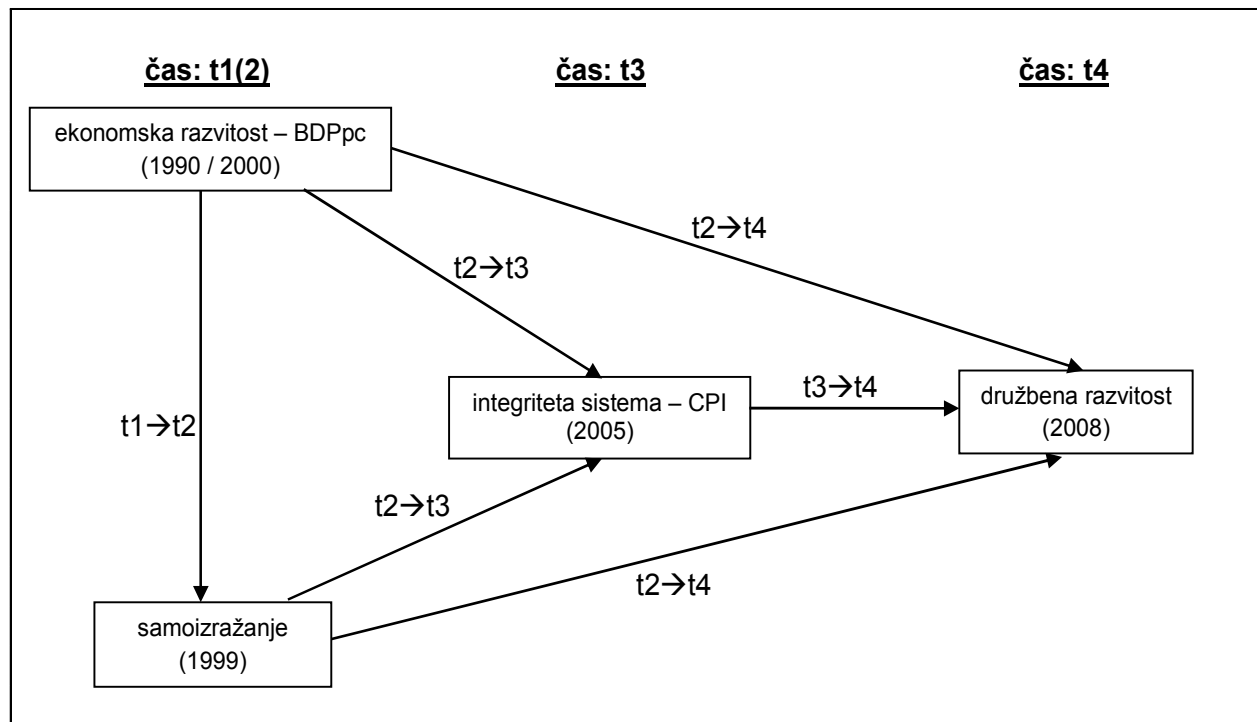 čas: t1(2)
čas: t3
čas: t4
ekonomska razvitost – BDPpc
(1990 / 2000)
t2→t4
t2→t3
integriteta sistema – CPI
(2005)
t3→t4
družbena razvitost
(2008)
t1→t2
t2→t3
t2→t4
samoizražanje
(1999)